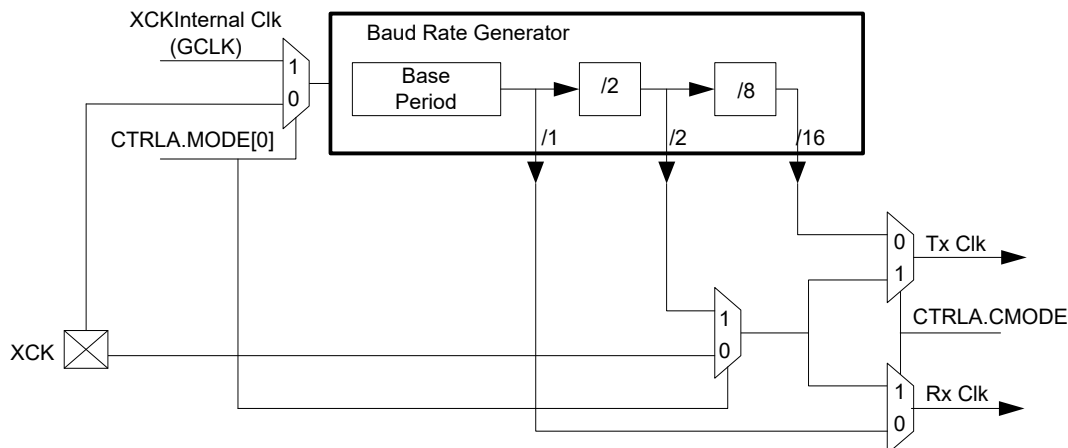 XCKInternal Clk
(GCLK)
Baud Rate Generator
1
0
Base
Period
/2
/8
CTRLA.MODE[0]
/1
/2
/16
0
Tx Clk
1
1
CTRLA.CMODE
XCK
0
1
Rx Clk
0